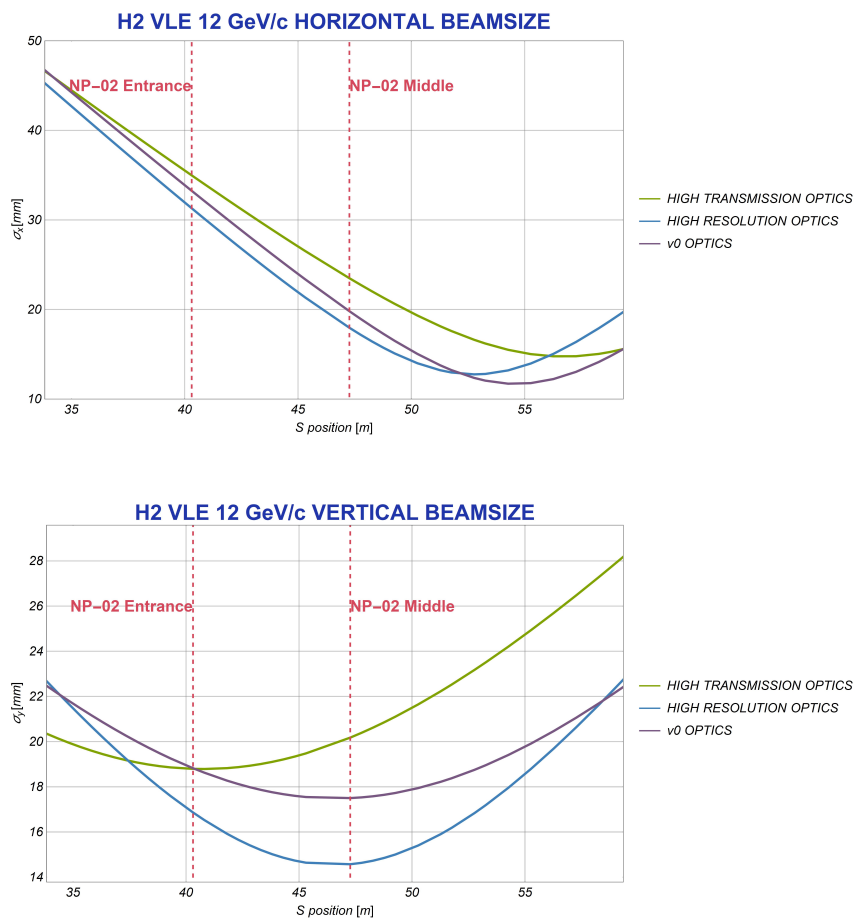 H2 VLE 12 GeV/c HORIZONTAL BEAMSIZE
50
NP−02 Entrance NP−02 Middle
40
30
20
10
σx[mm]
35 40 45 50 55
S position [m]
HIGH TRANSMISSION OPTICS
HIGH RESOLUTION OPTICS
v0 OPTICS
H2 VLE 12 GeV/c VERTICAL BEAMSIZE
28
NP−02 Entrance NP−02 Middle
26
24
22
20
18
16
14
σy[mm]
35 40 45 50 55
S position [m]
HIGH TRANSMISSION OPTICS
HIGH RESOLUTION OPTICS
v0 OPTICS